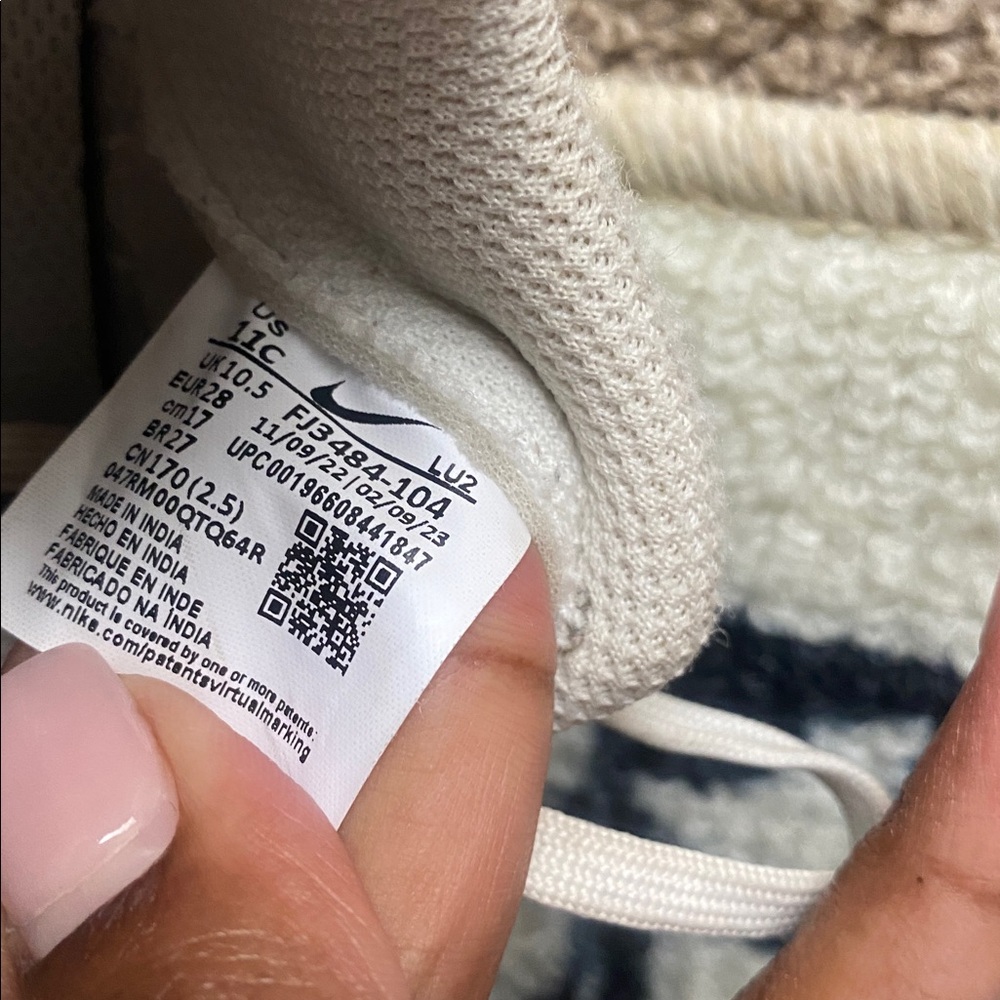 US
11C
UK10.5
EUR28
cm17
BR27
CN170(2.5)
LU2
FJ3484-104
11/09/22|02/09/23
UPC00196608441847
047RM00QTQ64R
MADE IN INDIA
HECHO EN INDIA
FABRIQUE EN INDE
FABRICADO NA INDIA
This product is covered by one or more patents:
www.nike.com/patentsvirtualmarking